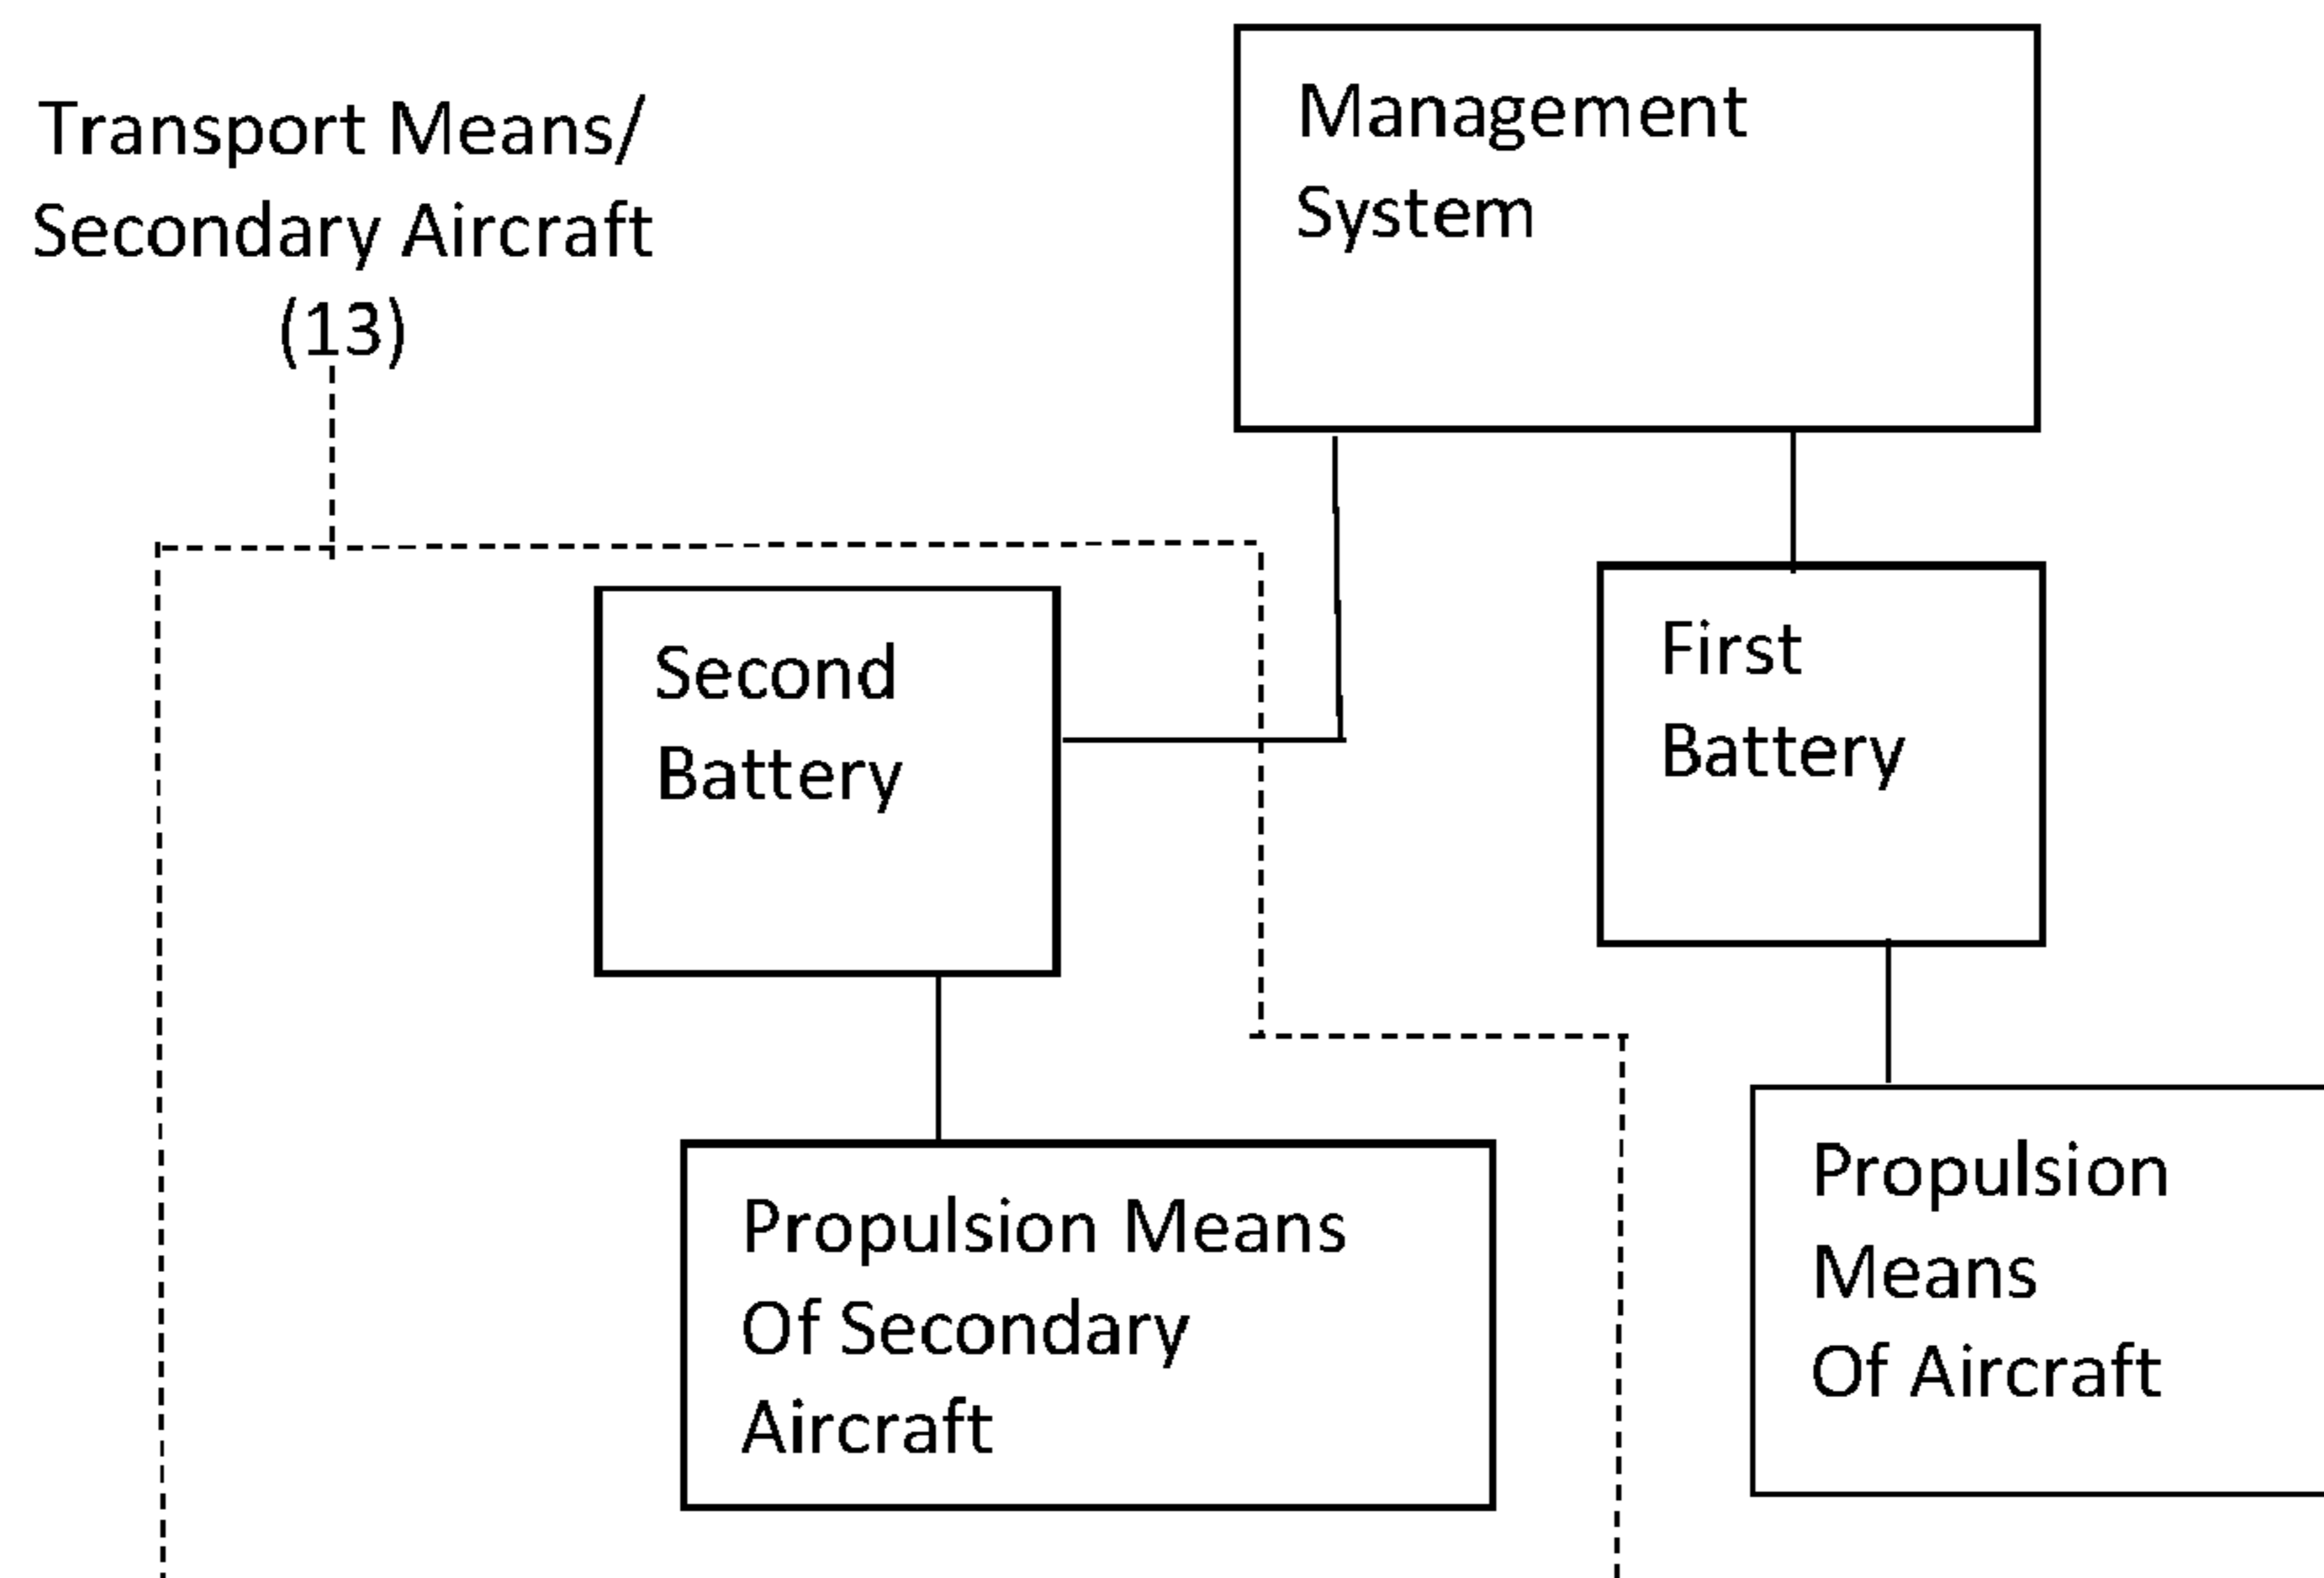 Transport Means/
Secondary Aircraft
(13)
Management
System
Second
Battery
First
Battery
Propulsion Means
Of Secondary
Aircraft
Propulsion
Means
Of Aircraft